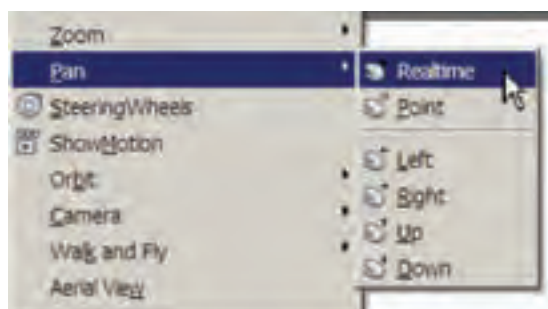 Zoom
Pan
SteeringWheels
ShowMotion
Orbit
Camera
Walk and Fly
Aerial View
Realtime
Point
Left
Right
Up
Down